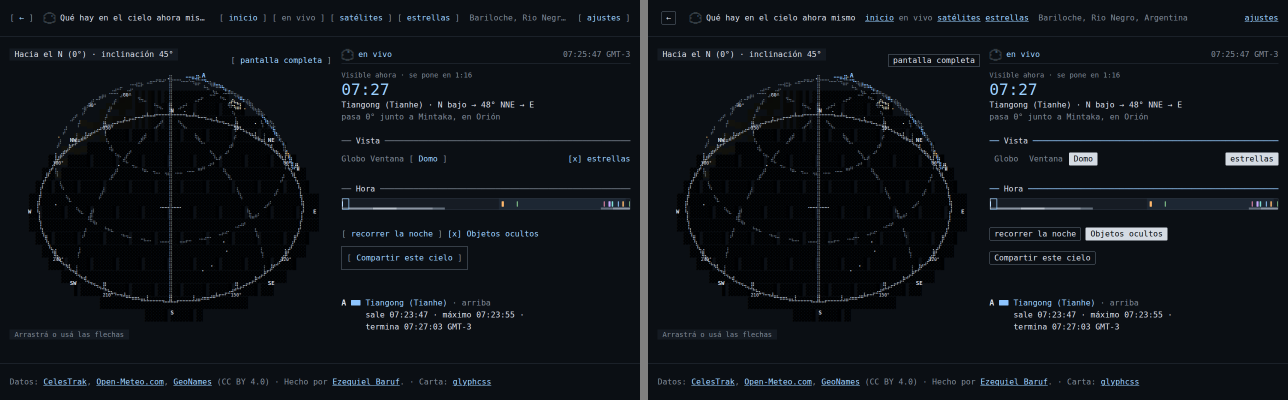 [ ← ] Qué hay en el cielo ahora mis… [ inicio ] [ en vivo ] [ satélites ] [ estrellas ] Bariloche, Río Negr… [ ajustes ]
Hacia el N (0°) · inclinación 45°
[ pantalla completa ]
A
N
NW
NE
W
E
SW
SE
240°
120°
210°
150°
S
Arrastrá o usá las flechas
en vivo 07:25:47 GMT-3
Visible ahora · se pone en 1:16
07:27
Tiangong (Tianhe) · N bajo → 48° NNE → E
pasa 0° junto a Mintaka, en Orión
Vista
Globo Ventana [ Domo ] [x] estrellas
Hora
[ recorrer la noche ] [x] Objetos ocultos
[ Compartir este cielo ]
A Tiangong (Tianhe) · arriba
sale 07:23:47 · máximo 07:23:55 ·
termina 07:27:03 GMT-3
Datos: CelesTrak, Open-Meteo.com, GeoNames (CC BY 4.0) · Hecho por Ezequiel Baruf. · Carta: glyphcss
← Qué hay en el cielo ahora mismo inicio en vivo satélites estrellas Bariloche, Río Negro, Argentina ajustes
Hacia el N (0°) · inclinación 45°
pantalla completa
A
N
NW
NE
W
E
SW
SE
240°
120°
210°
150°
S
Arrastrá o usá las flechas
en vivo 07:25:47 GMT-3
Visible ahora · se pone en 1:16
07:27
Tiangong (Tianhe) · N bajo → 48° NNE → E
pasa 0° junto a Mintaka, en Orión
Vista
Globo Ventana Domo estrellas
Hora
recorrer la noche Objetos ocultos
Compartir este cielo
A Tiangong (Tianhe) · arriba
sale 07:23:47 · máximo 07:23:55 ·
termina 07:27:03 GMT-3
Datos: CelesTrak, Open-Meteo.com, GeoNames (CC BY 4.0) · Hecho por Ezequiel Baruf. · Carta: glyphcss